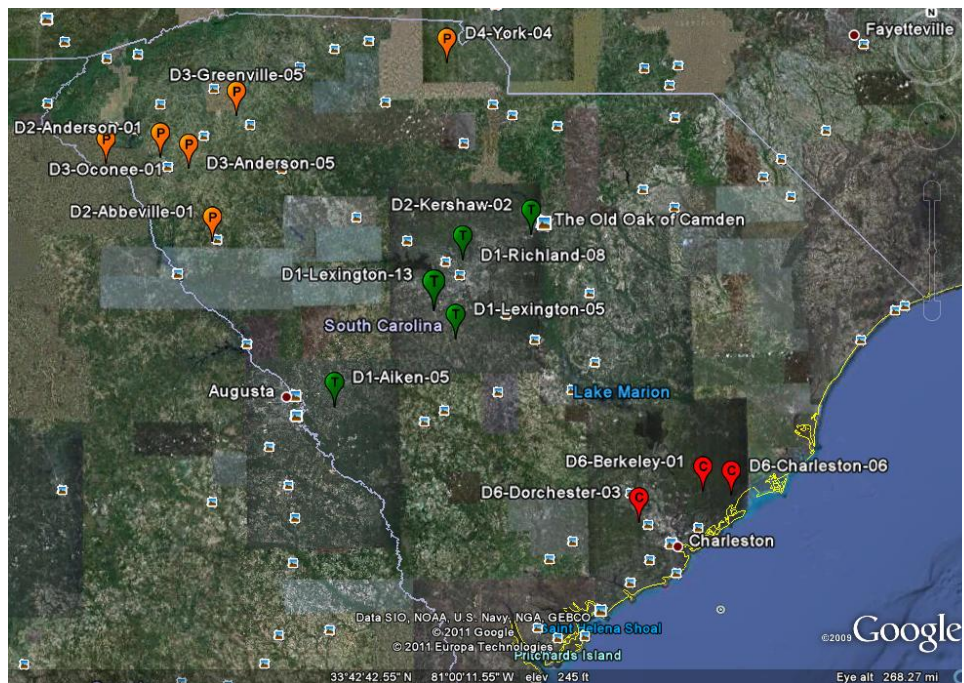 N
P
D4-York-04
Fayetteville
D3-Greenville-05
P
D2-Anderson-01
P
P
P
D3-Oconee-01
D3-Anderson-05
D2-Abbeville-01
P
D2-Kershaw-02
T
The Old Oak of Camden
T
D1-Richland-08
D1-Lexington-13
T
T
D1-Lexington-05
South Carolina
T
D1-Aiken-05
Augusta
Lake Marion
D6-Berkeley-01
C
C
D6-Charleston-06
D6-Dorchester-03
C
Charleston
Data SIO, NOAA, U.S. Navy, NGA, GEBCO
© 2011 Google
Saint Helena Shoal
© 2011 Europa Technologies
Pritchards Island
©2009 Google
33°42'42.55" N 81°00'11.55" W elev 245 ft
Eye alt 268.27 mi